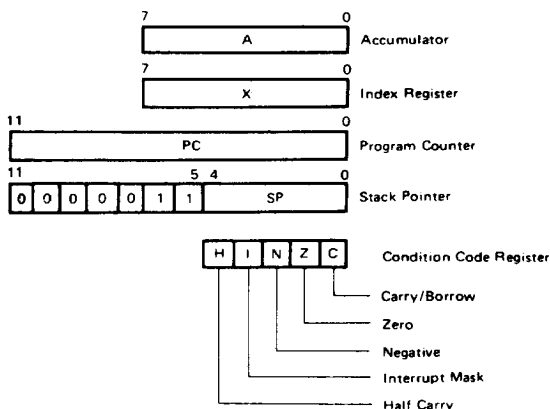 7 0
A Accumulator
7 0
X Index Register
11 0
PC Program Counter
11 5 4 0
0 0 0 0 0 1 1 SP Stack Pointer
H I N Z C Condition Code Register
Carry/Borrow
Zero
Negative
Interrupt Mask
Half Carry